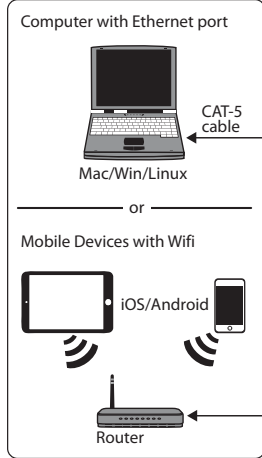 Computer with Ethernet port
CAT-5
cable
Mac/Win/Linux
or
Mobile Devices with Wifi
iOS/Android
Router